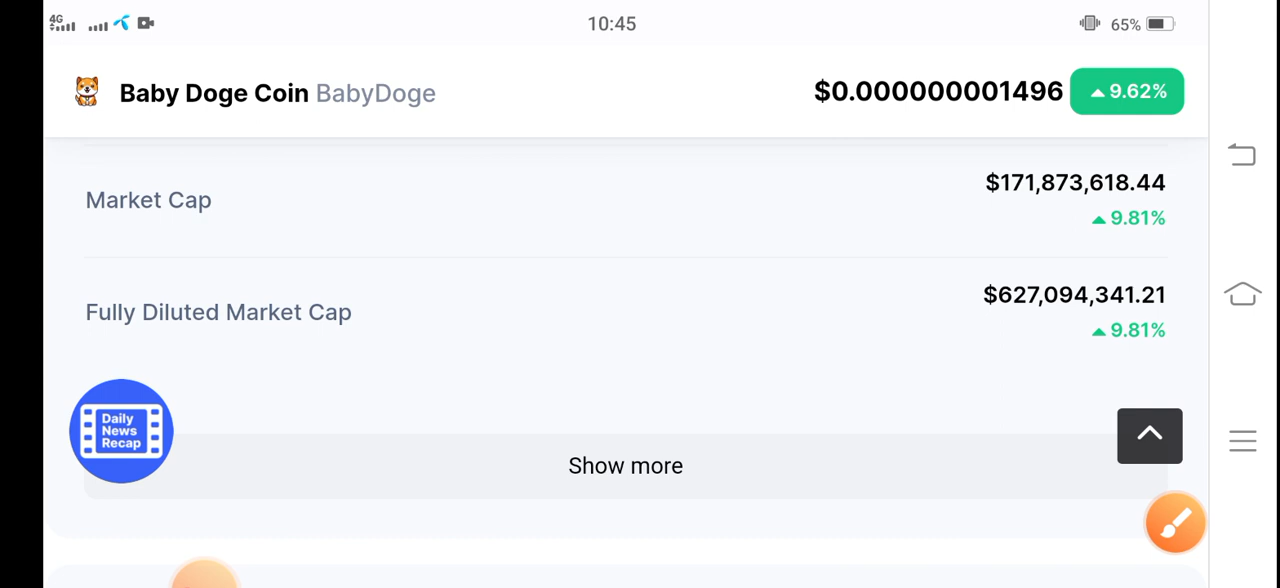 4G 10:45 65%
Baby Doge Coin BabyDoge $0.000000001496 9.62%
Market Cap $171,873,618.44
9.81%
Fully Diluted Market Cap $627,094,341.21
9.81%
Daily
News
Recap
Show more